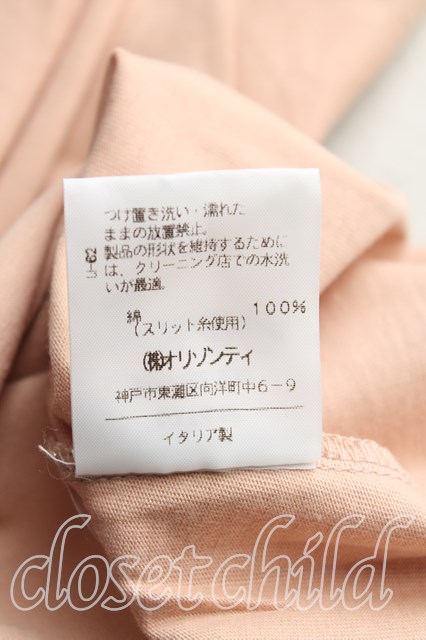 つけ置き洗い・濡れた
ままの放置禁止。
製品の形状を維持するために
は、クリーニング店での水洗
いが最適。
U-62
綿 100%
(スリット糸使用)
(株)オリゾンティ
神戸市東灘区向洋町中6-9
イタリア製
closet child